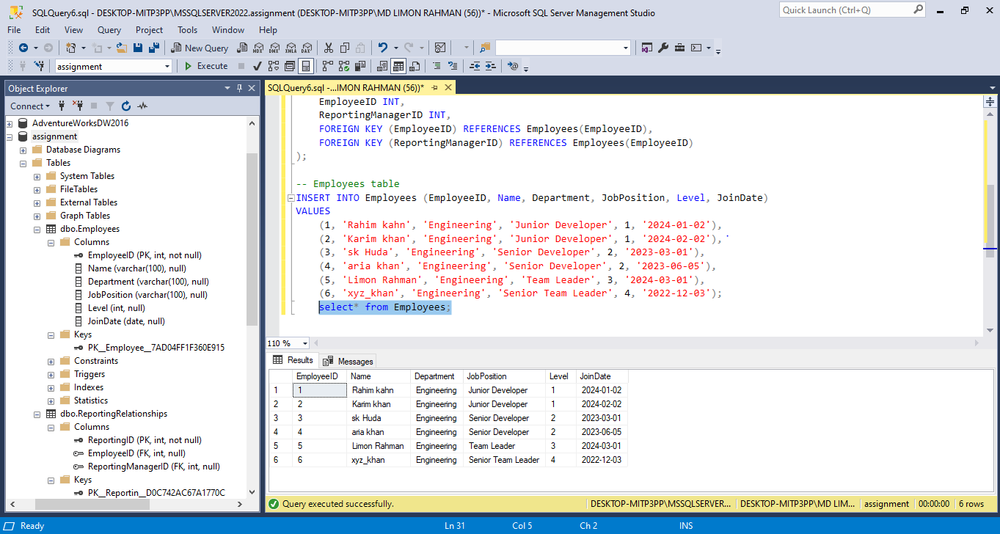 SQLQuery6.sql - DESKTOP-MITP3PP\MSSQLSERVER2022.assignment (DESKTOP-MITP3PP\MD LIMON RAHMAN (56))* - Microsoft SQL Server Management Studio
Quick Launch (Ctrl+Q)
File Edit View Query Project Tools Window Help
New Query MDX DMX XMLA DAX
assignment Execute
Object Explorer
Connect
AdventureWorksDW2016
assignment
Database Diagrams
Tables
System Tables
FileTables
External Tables
Graph Tables
dbo.Employees
Columns
EmployeeID (PK, int, not null)
Name (varchar(100), null)
Department (varchar(100), null)
JobPosition (varchar(100), null)
Level (int, null)
JoinDate (date, null)
Keys
PK__Employee__7AD04FF1F360E915
Constraints
Triggers
Indexes
Statistics
dbo.ReportingRelationships
Columns
ReportingID (PK, int, not null)
EmployeeID (FK, int, null)
ReportingManagerID (FK, int, null)
Keys
PK__Reportin__D0C742AC67A1770C
SQLQuery6.sql -...IMON RAHMAN (56))*
EmployeeID INT,
ReportingManagerID INT,
FOREIGN KEY (EmployeeID) REFERENCES Employees(EmployeeID),
FOREIGN KEY (ReportingManagerID) REFERENCES Employees(EmployeeID)
);
-- Employees table
INSERT INTO Employees (EmployeeID, Name, Department, JobPosition, Level, JoinDate)
VALUES
(1, 'Rahim kahn', 'Engineering', 'Junior Developer', 1, '2024-01-02'),
(2, 'Karim khan', 'Engineering', 'Junior Developer', 1, '2024-02-02'),
(3, 'sk Huda', 'Engineering', 'Senior Developer', 2, '2023-03-01'),
(4, 'aria khan', 'Engineering', 'Senior Developer', 2, '2023-06-05'),
(5, 'Limon Rahman', 'Engineering', 'Team Leader', 3, '2024-03-01'),
(6, 'xyz_khan', 'Engineering', 'Senior Team Leader', 4, '2022-12-03');
select* from Employees;
110 %
Results Messages
EmployeeID Name Department JobPosition Level JoinDate
1 1 Rahim kahn Engineering Junior Developer 1 2024-01-02
2 2 Karim khan Engineering Junior Developer 1 2024-02-02
3 3 sk Huda Engineering Senior Developer 2 2023-03-01
4 4 aria khan Engineering Senior Developer 2 2023-06-05
5 5 Limon Rahman Engineering Team Leader 3 2024-03-01
6 6 xyz_khan Engineering Senior Team Leader 4 2022-12-03
Query executed successfully. DESKTOP-MITP3PP\MSSQLSERVER... DESKTOP-MITP3PP\MD LIM... assignment 00:00:00 6 rows
Ready Ln 31 Col 5 Ch 2 INS